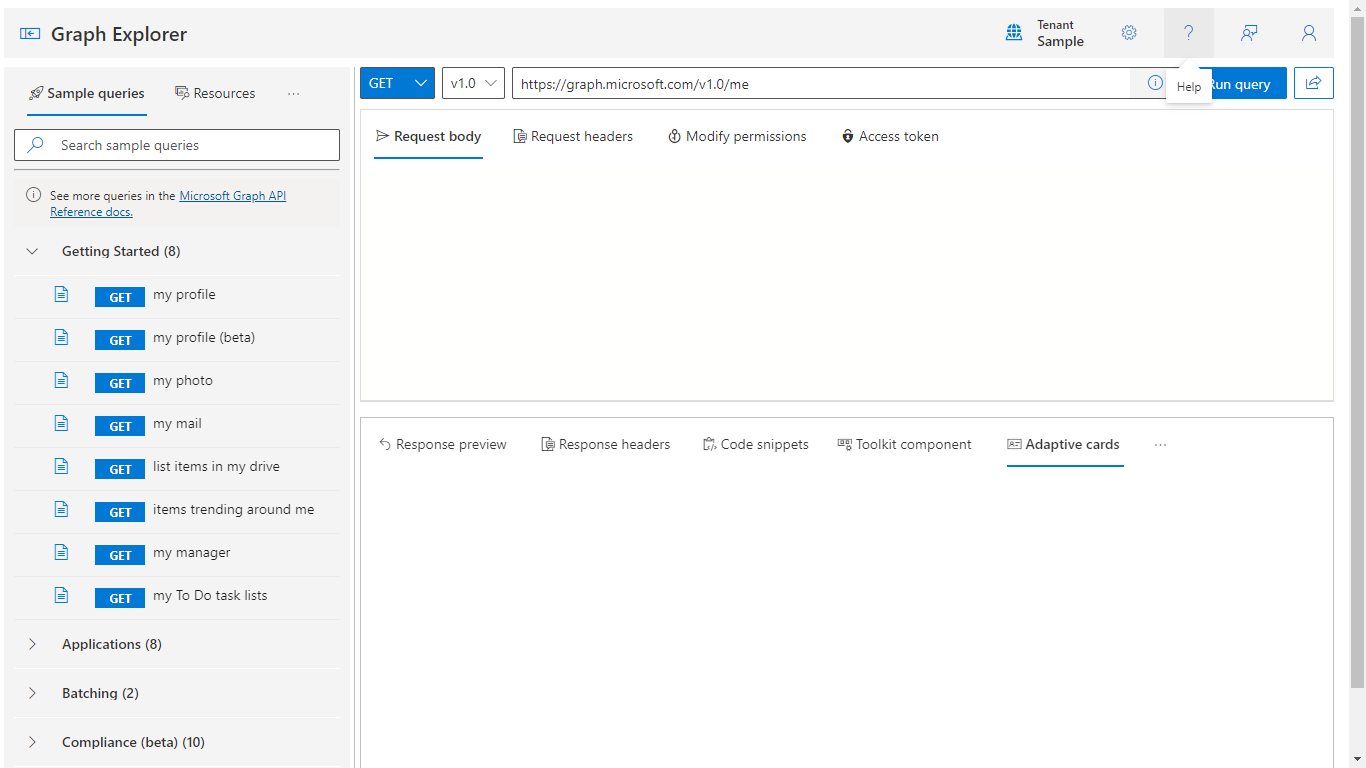 Graph Explorer
Tenant
Sample
?
Sample queries
Resources
...
GET
v1.0
https://graph.microsoft.com/v1.0/me
Run query
Help
Search sample queries
See more queries in the Microsoft Graph API
Reference docs.
Getting Started (8)
GET my profile
GET my profile (beta)
GET my photo
GET my mail
GET list items in my drive
GET items trending around me
GET my manager
GET my To Do task lists
Applications (8)
Batching (2)
Compliance (beta) (10)
Request body
Request headers
Modify permissions
Access token
Response preview
Response headers
Code snippets
Toolkit component
Adaptive cards
...